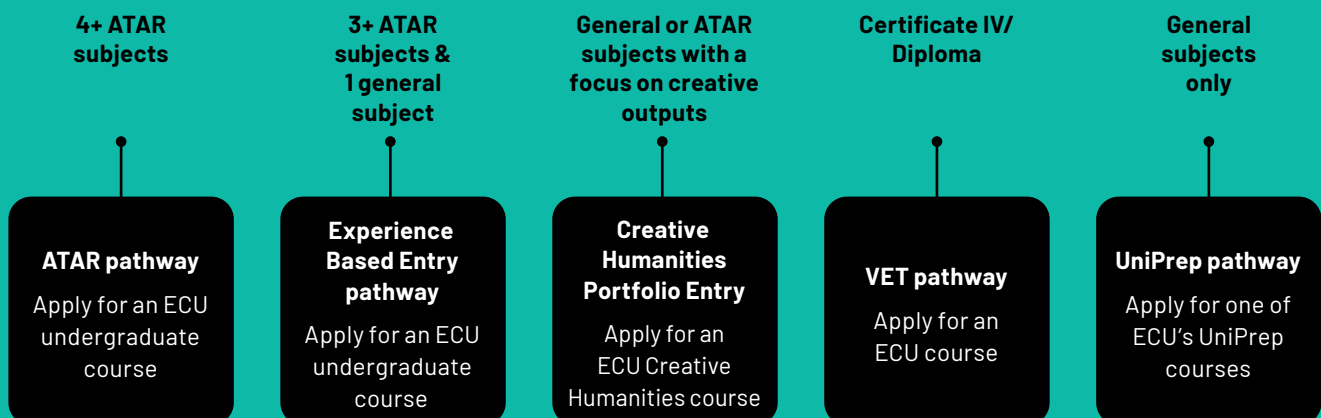 4+ ATAR
subjects
3+ ATAR
subjects &
1 general
subject
General or ATAR
subjects with a
focus on creative
outputs
Certificate IV/
Diploma
General
subjects
only
ATAR pathway
Apply for an ECU
undergraduate
course
Experience
Based Entry
pathway
Apply for an ECU
undergraduate
course
Creative
Humanities
Portfolio Entry
Apply for an
ECU Creative
Humanities course
VET pathway
Apply for an
ECU course
UniPrep pathway
Apply for one of
ECU's UniPrep
courses